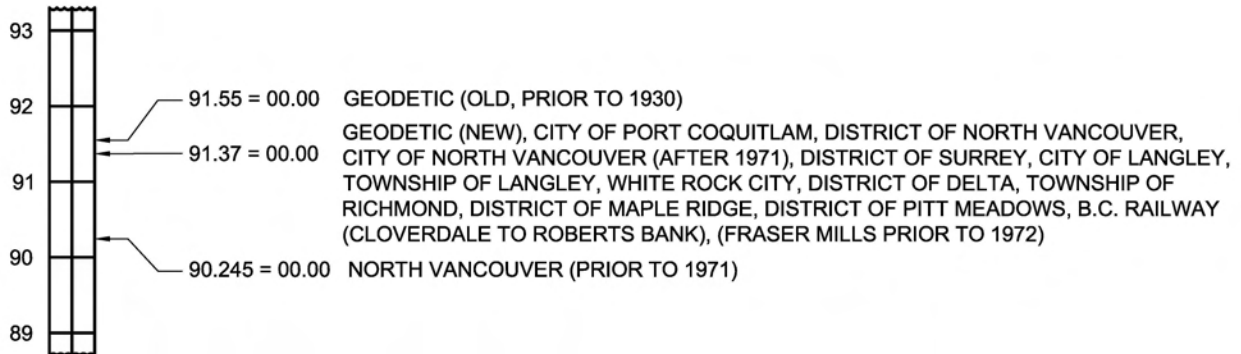 93
92
91.55 = 00.00 GEODETIC (OLD, PRIOR TO 1930)
GEODETIC (NEW), CITY OF PORT COQUITLAM, DISTRICT OF NORTH VANCOUVER,
91.37 = 00.00 CITY OF NORTH VANCOUVER (AFTER 1971), DISTRICT OF SURREY, CITY OF LANGLEY,
91
TOWNSHIP OF LANGLEY, WHITE ROCK CITY, DISTRICT OF DELTA, TOWNSHIP OF
RICHMOND, DISTRICT OF MAPLE RIDGE, DISTRICT OF PITT MEADOWS, B.C. RAILWAY
(CLOVERDALE TO ROBERTS BANK), (FRASER MILLS PRIOR TO 1972)
90
90.245 = 00.00 NORTH VANCOUVER (PRIOR TO 1971)
89